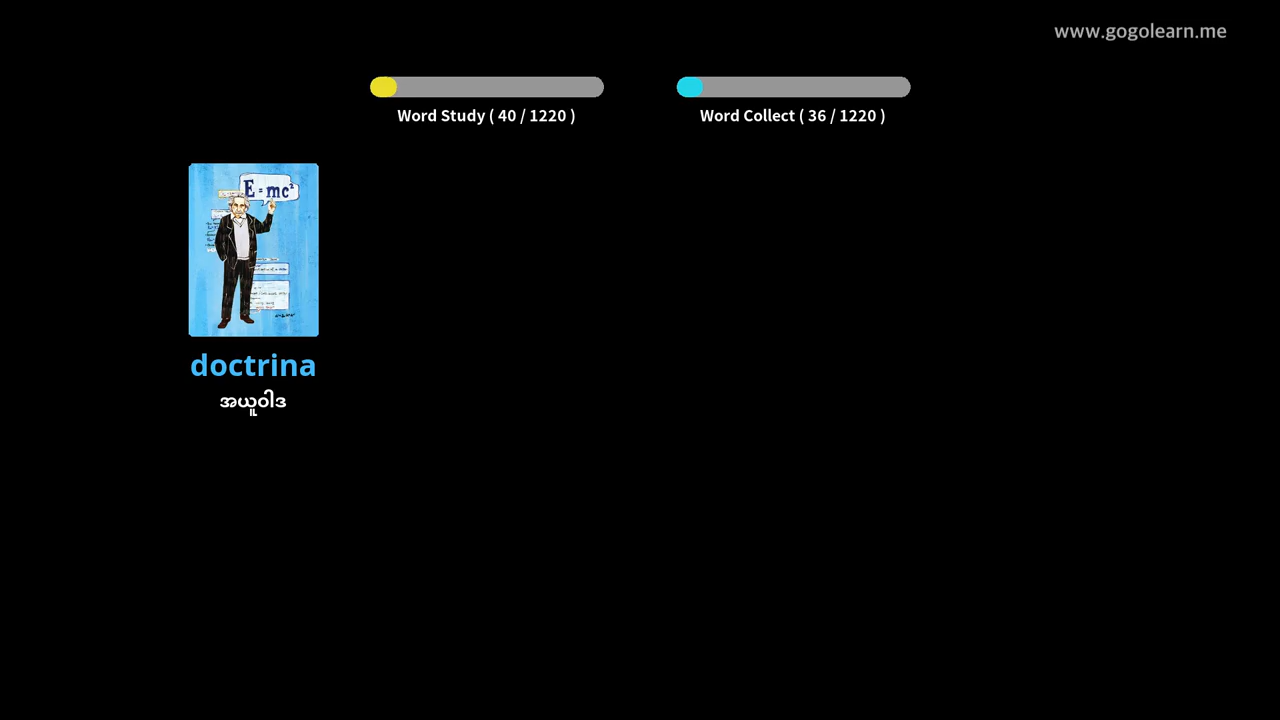 www.gogolearn.me
Word Study ( 40 / 1220 )
Word Collect ( 36 / 1220 )
E = mc²
doctrina
အယူဝါဒ